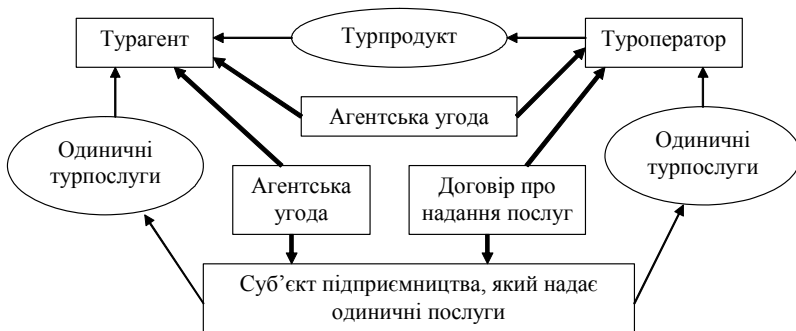 Турагент
Турпродукт
Туроператор
Агентська угода
Одиничні
турпослуги
Агентська
угода
Договір про
надання послуг
Одиничні
турпослуги
Суб’єкт підприємництва, який надає
одиничні послуги